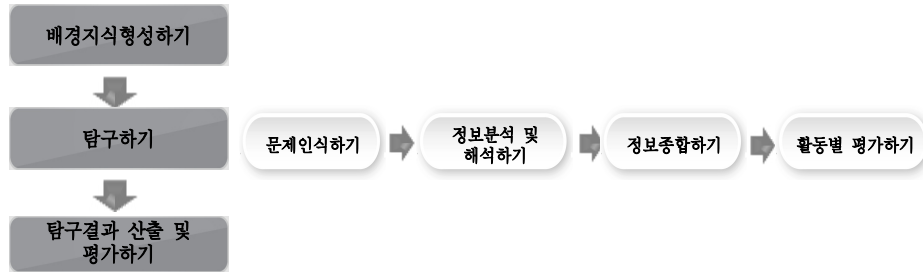 배경지식형성하기
탐구하기
문제인식하기
정보분석 및
해석하기
정보종합하기
활동별 평가하기
탐구결과 산출 및
평가하기